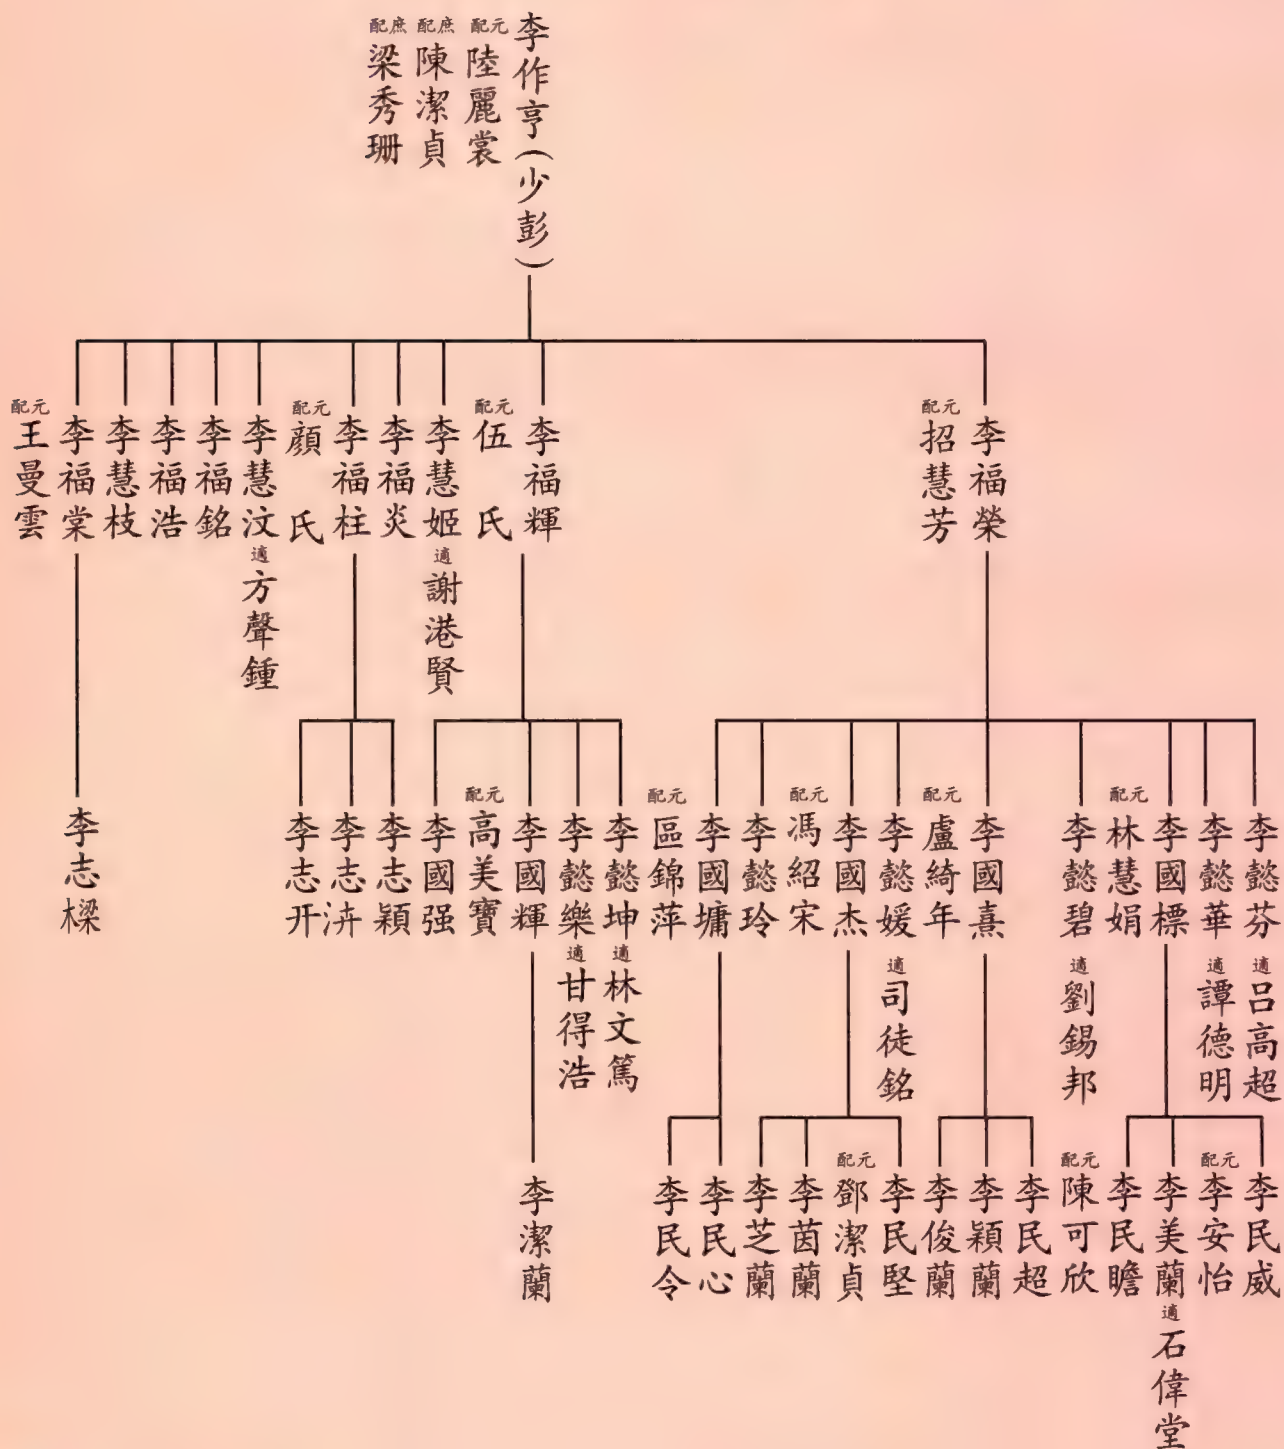 李作亨(少彭)
元配
陸麗裳
庶配
陳潔貞
庶配
梁秀珊
李福榮
元配
招慧芳
李福輝
元配
伍 氏
李慧姬
適
謝港賢
李福炎
李福柱
元配
顏 氏
李慧汶
適
方聲鍾
李福銘
李福浩
李慧枝
李福棠
元配
王曼雲
李懿芬
適
呂高超
李懿華
適
譚德明
李國標
元配
林慧娟
李懿碧
適
劉錫邦
李國熹
元配
盧綺年
李懿媛
適
司徒銘
李國杰
元配
馮紹宋
李懿玲
李國墉
元配
區錦萍
李懿坤
適
林文篤
李懿樂
適
甘得浩
李國輝
元配
高美寶
李國强
李志穎
李志泋
李志开
李志樑
李民威
元配
李安怡
李美蘭
適
石偉堂
李民瞻
元配
陳可欣
李民超
李穎蘭
李俊蘭
李民堅
元配
鄧潔貞
李茵蘭
李芝蘭
李民心
李民令
李潔蘭